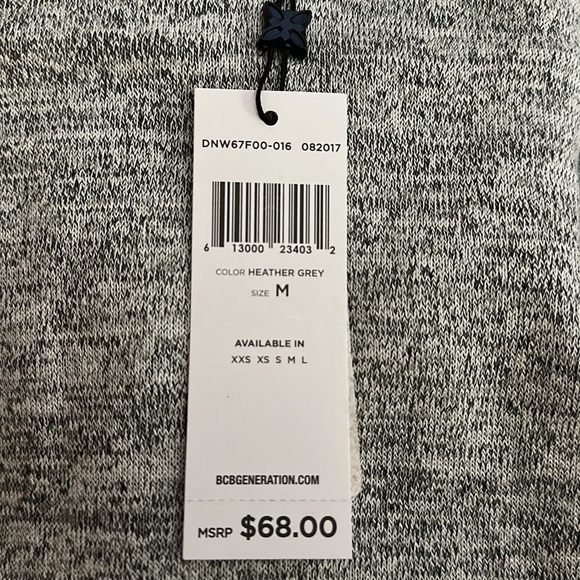 DNW67F00-016 082017
6 13000 23403 2
COLOR HEATHER GREY
SIZE M
AVAILABLE IN
XXS XS S M L
BCBGENERATION.COM
MSRP $68.00